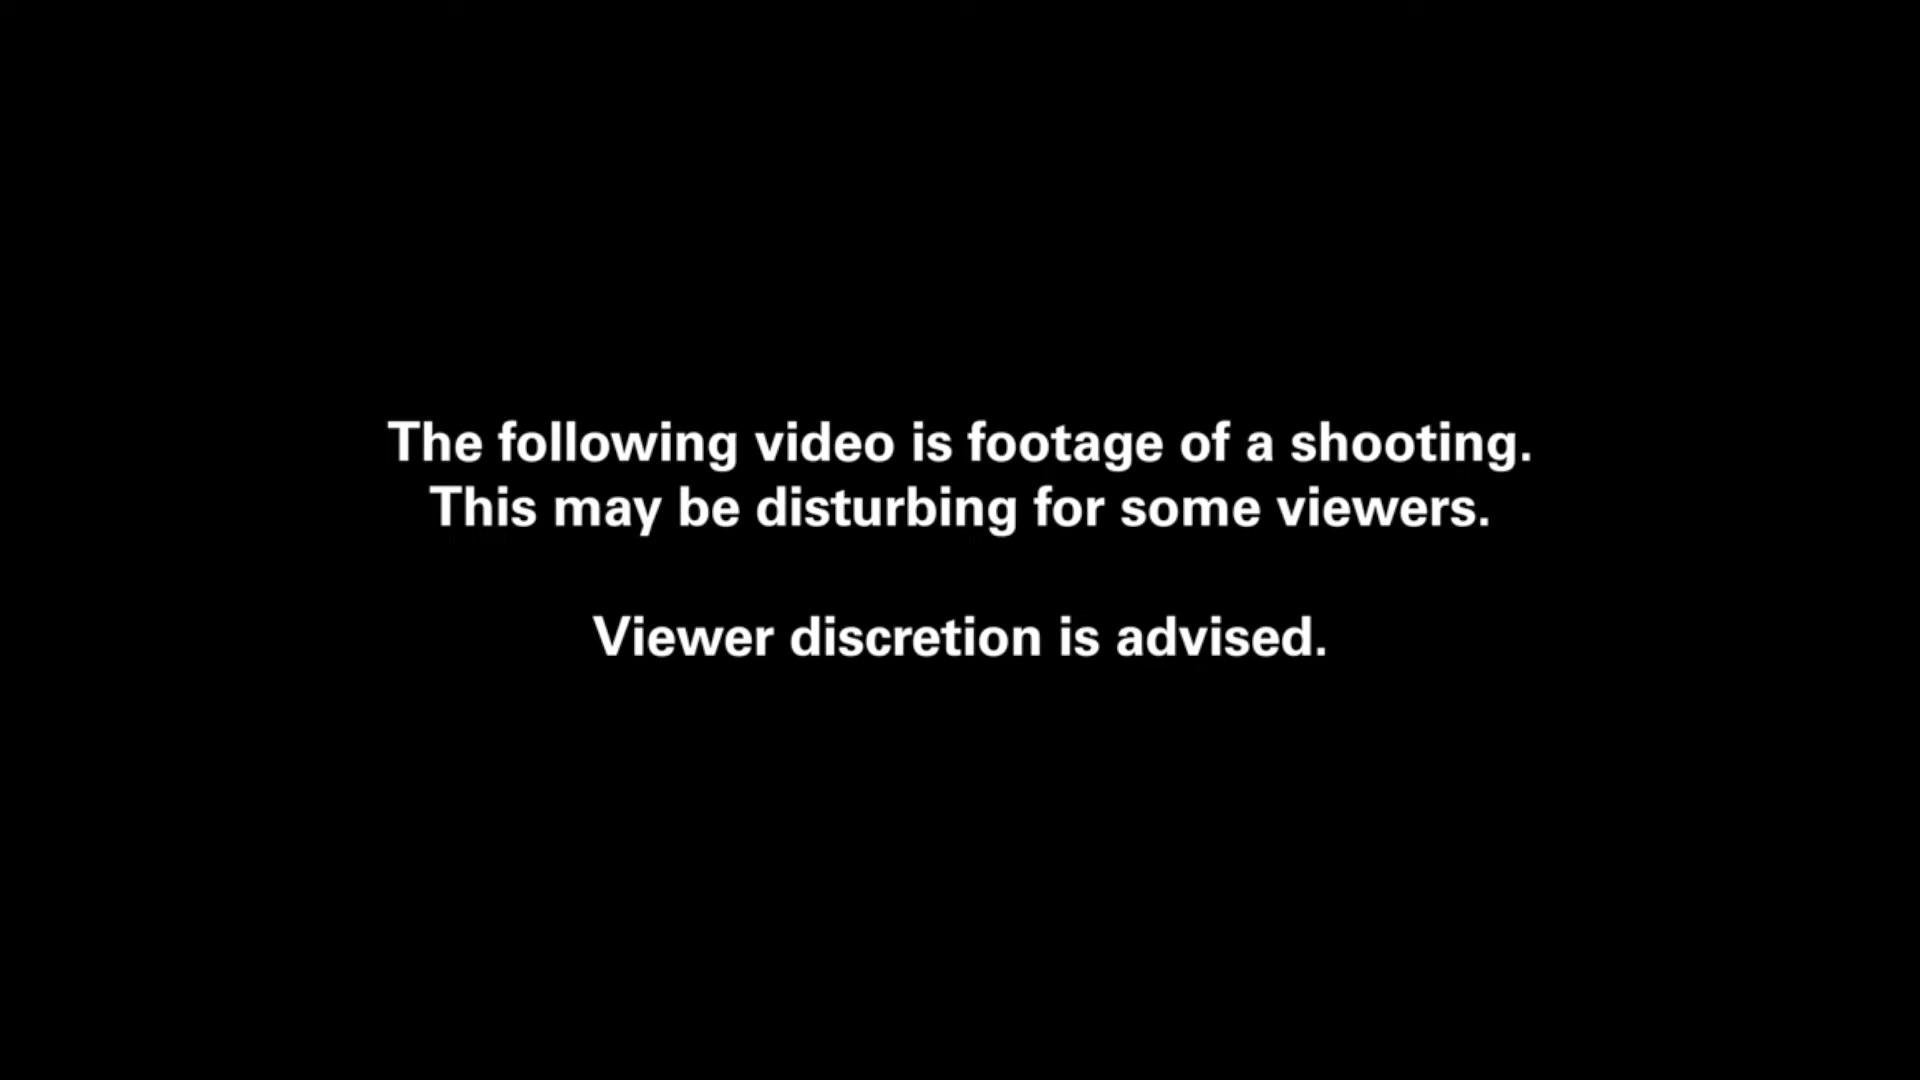 The following video is footage of a shooting.
This may be disturbing for some viewers.
Viewer discretion is advised.